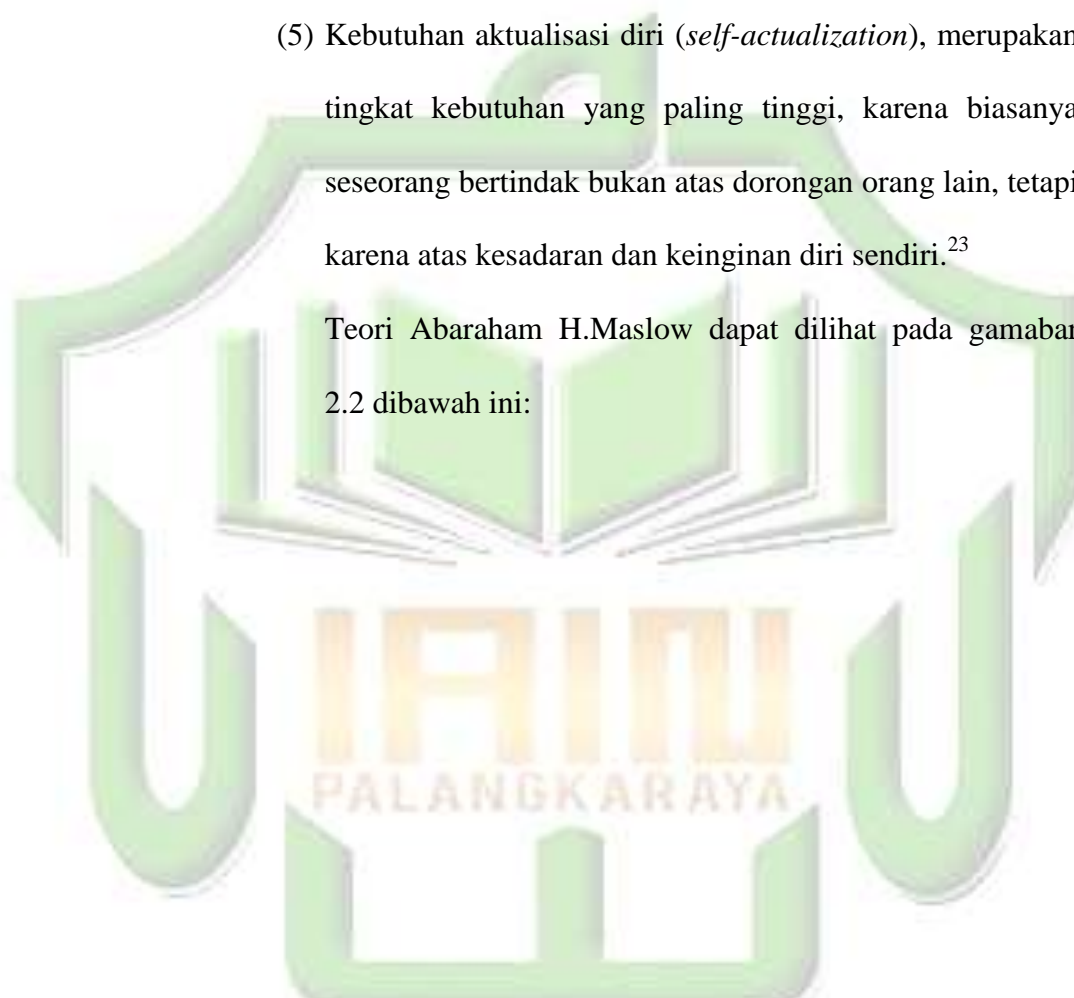 (5) Kebutuhan aktualisasi diri (self-actualization), merupakan
tingkat kebutuhan yang paling tinggi, karena biasanya
seseorang bertindak bukan atas dorongan orang lain, tetapi
karena atas kesadaran dan keinginan diri sendiri.23
Teori Abaraham H.Maslow dapat dilihat pada gamabar
2.2 dibawah ini:
IAIN
PALANGKARAYA